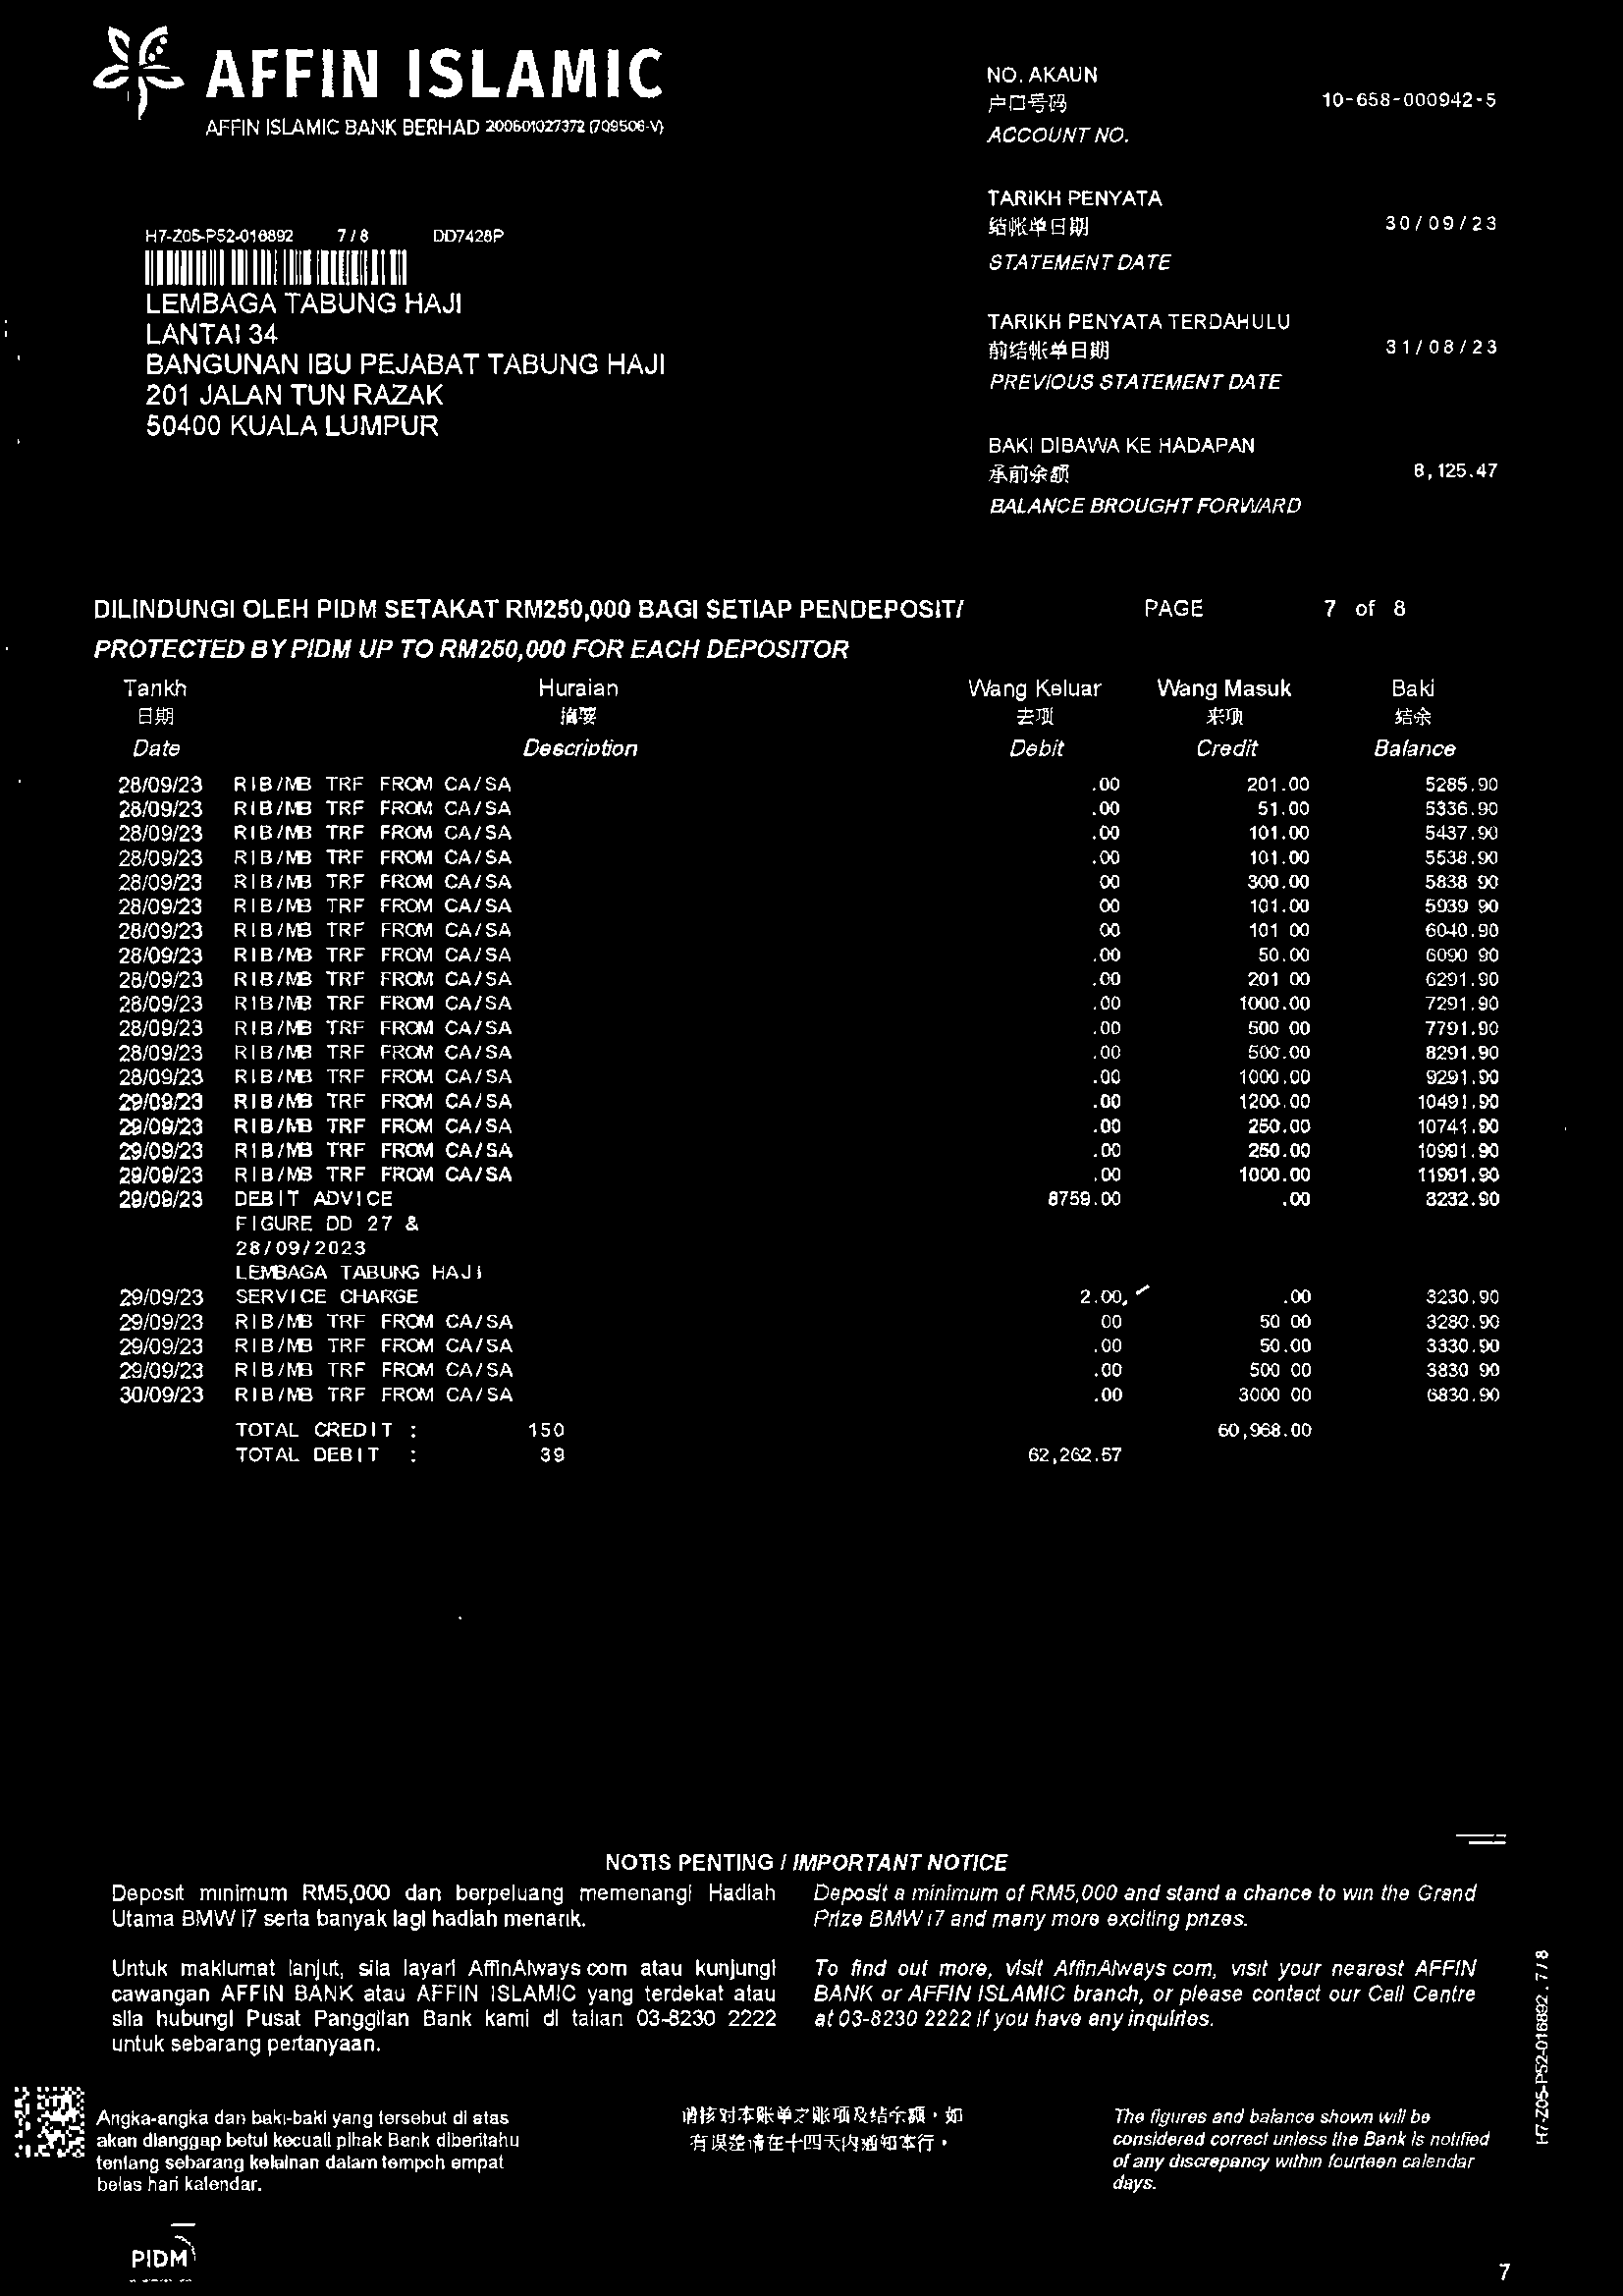 AFFIN ISLAMIC
AFFIN ISLAMIC BANK BERHAD 200501027372 (709506-V)
NO. AKAUN
户口号码
10-658-000942-5
ACCOUNT NO.
TARIKH PENYATA
结帐单日期
30/09/23
STATEMENT DATE
H7-Z05-P52-016892 7/8 DD7428P
LEMBAGA TABUNG HAJI
LANTAI 34
BANGUNAN IBU PEJABAT TABUNG HAJI
201 JALAN TUN RAZAK
50400 KUALA LUMPUR
TARIKH PENYATA TERDAHULU
前结帐单日期
31/08/23
PREVIOUS STATEMENT DATE
BAKI DIBAWA KE HADAPAN
承前余额
8,125.47
BALANCE BROUGHT FORWARD
DILINDUNGI OLEH PIDM SETAKAT RM250,000 BAGI SETIAP PENDEPOSIT/ PAGE 7 of 8
PROTECTED BY PIDM UP TO RM250,000 FOR EACH DEPOSITOR
Tarikh Huraian Wang Keluar Wang Masuk Baki
日期 摘要 去项 来项 结余
Date Description Debit Credit Balance
28/09/23 RIB/MB TRF FROM CA/SA .00 201.00 5285.90
28/09/23 RIB/MB TRF FROM CA/SA .00 51.00 5336.90
28/09/23 RIB/MB TRF FROM CA/SA .00 101.00 5437.90
28/09/23 RIB/MB TRF FROM CA/SA .00 101.00 5538.90
28/09/23 RIB/MB TRF FROM CA/SA 00 300.00 5838 90
28/09/23 RIB/MB TRF FROM CA/SA 00 101.00 5939 90
28/09/23 RIB/MB TRF FROM CA/SA 00 101 00 6040.90
28/09/23 RIB/MB TRF FROM CA/SA .00 50.00 6090 90
28/09/23 RIB/MB TRF FROM CA/SA .00 201 00 6291.90
28/09/23 RIB/MB TRF FROM CA/SA .00 1000.00 7291.90
28/09/23 RIB/MB TRF FROM CA/SA .00 500 00 7791.90
28/09/23 RIB/MB TRF FROM CA/SA .00 500.00 8291.90
28/09/23 RIB/MB TRF FROM CA/SA .00 1000.00 9291.90
29/09/23 RIB/MB TRF FROM CA/SA .00 1200.00 10491.90
29/09/23 RIB/MB TRF FROM CA/SA .00 250.00 10741.90
29/09/23 RIB/MB TRF FROM CA/SA .00 250.00 10991.90
29/09/23 RIB/MB TRF FROM CA/SA .00 1000.00 11991.90
29/09/23 DEBIT ADVICE 8759.00 .00 3232.90
FIGURE DD 27 &
28/09/2023
LEMBAGA TABUNG HAJI
29/09/23 SERVICE CHARGE 2.00 .00 3230.90
29/09/23 RIB/MB TRF FROM CA/SA 00 50 00 3280.90
29/09/23 RIB/MB TRF FROM CA/SA .00 50.00 3330.90
29/09/23 RIB/MB TRF FROM CA/SA .00 500 00 3830 90
30/09/23 RIB/MB TRF FROM CA/SA .00 3000 00 6830.90
TOTAL CREDIT : 150 60,968.00
TOTAL DEBIT : 39 62,262.57
NOTIS PENTING / IMPORTANT NOTICE
Deposit minimum RM5,000 dan berpeluang memenangi Hadiah
Utama BMW i7 serta banyak lagi hadiah menarik.
Untuk maklumat lanjut, sila layari AffinAlways com atau kunjungi
cawangan AFFIN BANK atau AFFIN ISLAMIC yang terdekat atau
sila hubungi Pusat Panggilan Bank kami di talian 03-8230 2222
untuk sebarang pertanyaan.
Deposit a minimum of RM5,000 and stand a chance to win the Grand
Prize BMW i7 and many more exciting prizes.
To find out more, visit AffinAlways com, visit your nearest AFFIN
BANK or AFFIN ISLAMIC branch, or please contact our Call Centre
at 03-8230 2222 if you have any inquiries.
H7-Z05-P52-016892. 7/8
Angka-angka dan baki-baki yang tersebut di atas
akan dianggap betul kecuali pihak Bank diberitahu
tentang sebarang kelainan dalam tempoh empat
belas hari kalendar.
请核对本账单之账项及结余额，如
有误差请在十四天内通知本行。
The figures and balance shown will be
considered correct unless the Bank is notified
of any discrepancy within fourteen calendar
days.
PIDM
7